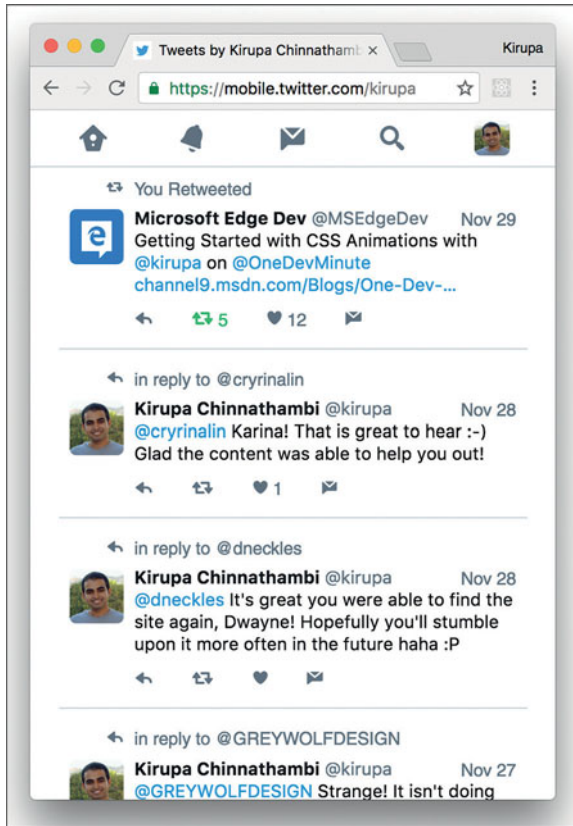 Tweets by Kirupa Chinnathamb
Kirupa
https://mobile.twitter.com/kirupa
You Retweeted
Microsoft Edge Dev @MSEdgeDev Nov 29
Getting Started with CSS Animations with
@kirupa on @OneDevMinute
channel9.msdn.com/Blogs/One-Dev-...
5 12
in reply to @cryrinalin
Kirupa Chinnathambi @kirupa Nov 28
@cryrinalin Karina! That is great to hear :-)
Glad the content was able to help you out!
1
in reply to @dneckles
Kirupa Chinnathambi @kirupa Nov 28
@dneckles It's great you were able to find the
site again, Dwayne! Hopefully you'll stumble
upon it more often in the future haha :P
in reply to @GREYWOLFDESIGN
Kirupa Chinnathambi @kirupa Nov 27
@GREYWOLFDESIGN Strange! It isn't doing